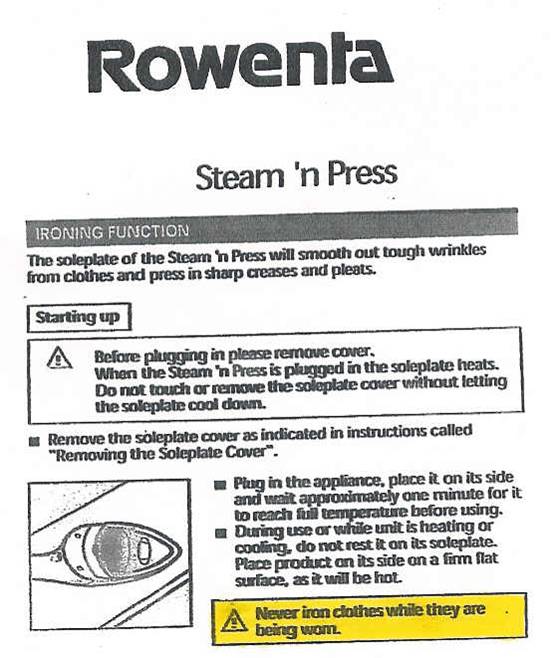 Rowenta
Steam 'n Press
IRONING FUNCTION
The soleplate of the Steam 'n Press will smooth out tough wrinkles
from clothes and press in sharp creases and pleats.
Starting up
Before plugging in please remove cover.
When the Steam 'n Press is plugged in the soleplate heats.
Do not touch or remove the soleplate cover without letting
the soleplate cool down.
Remove the soleplate cover as indicated in instructions called
"Removing the Soleplate Cover".
Plug in the appliance, place it on its side
and wait approximately one minute for it
to reach full temperature before using.
During use or while unit is heating or
cooling, do not rest it on its soleplate.
Place product on its side on a firm flat
surface, as it will be hot.
Never iron clothes while they are
being worn.